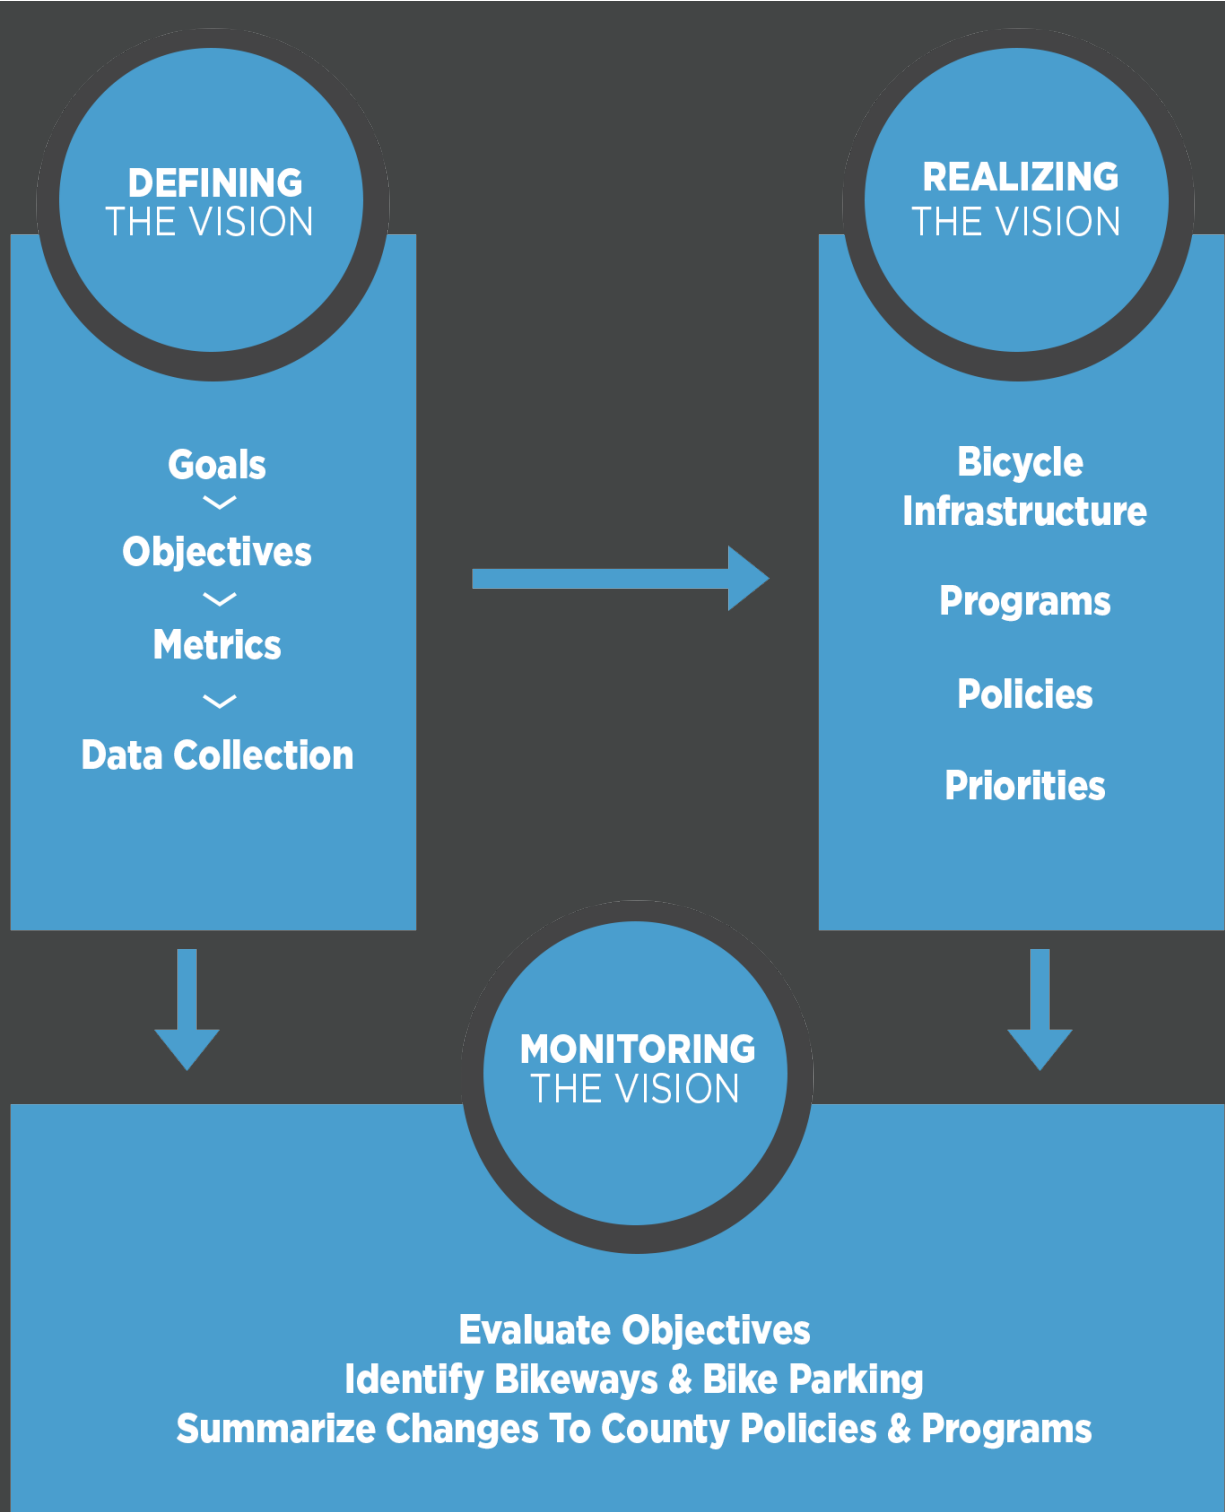 DEFINING
THE VISION
Goals
Objectives
Metrics
Data Collection
REALIZING
THE VISION
Bicycle
Infrastructure
Programs
Policies
Priorities
MONITORING
THE VISION
Evaluate Objectives
Identify Bikeways & Bike Parking
Summarize Changes To County Policies & Programs